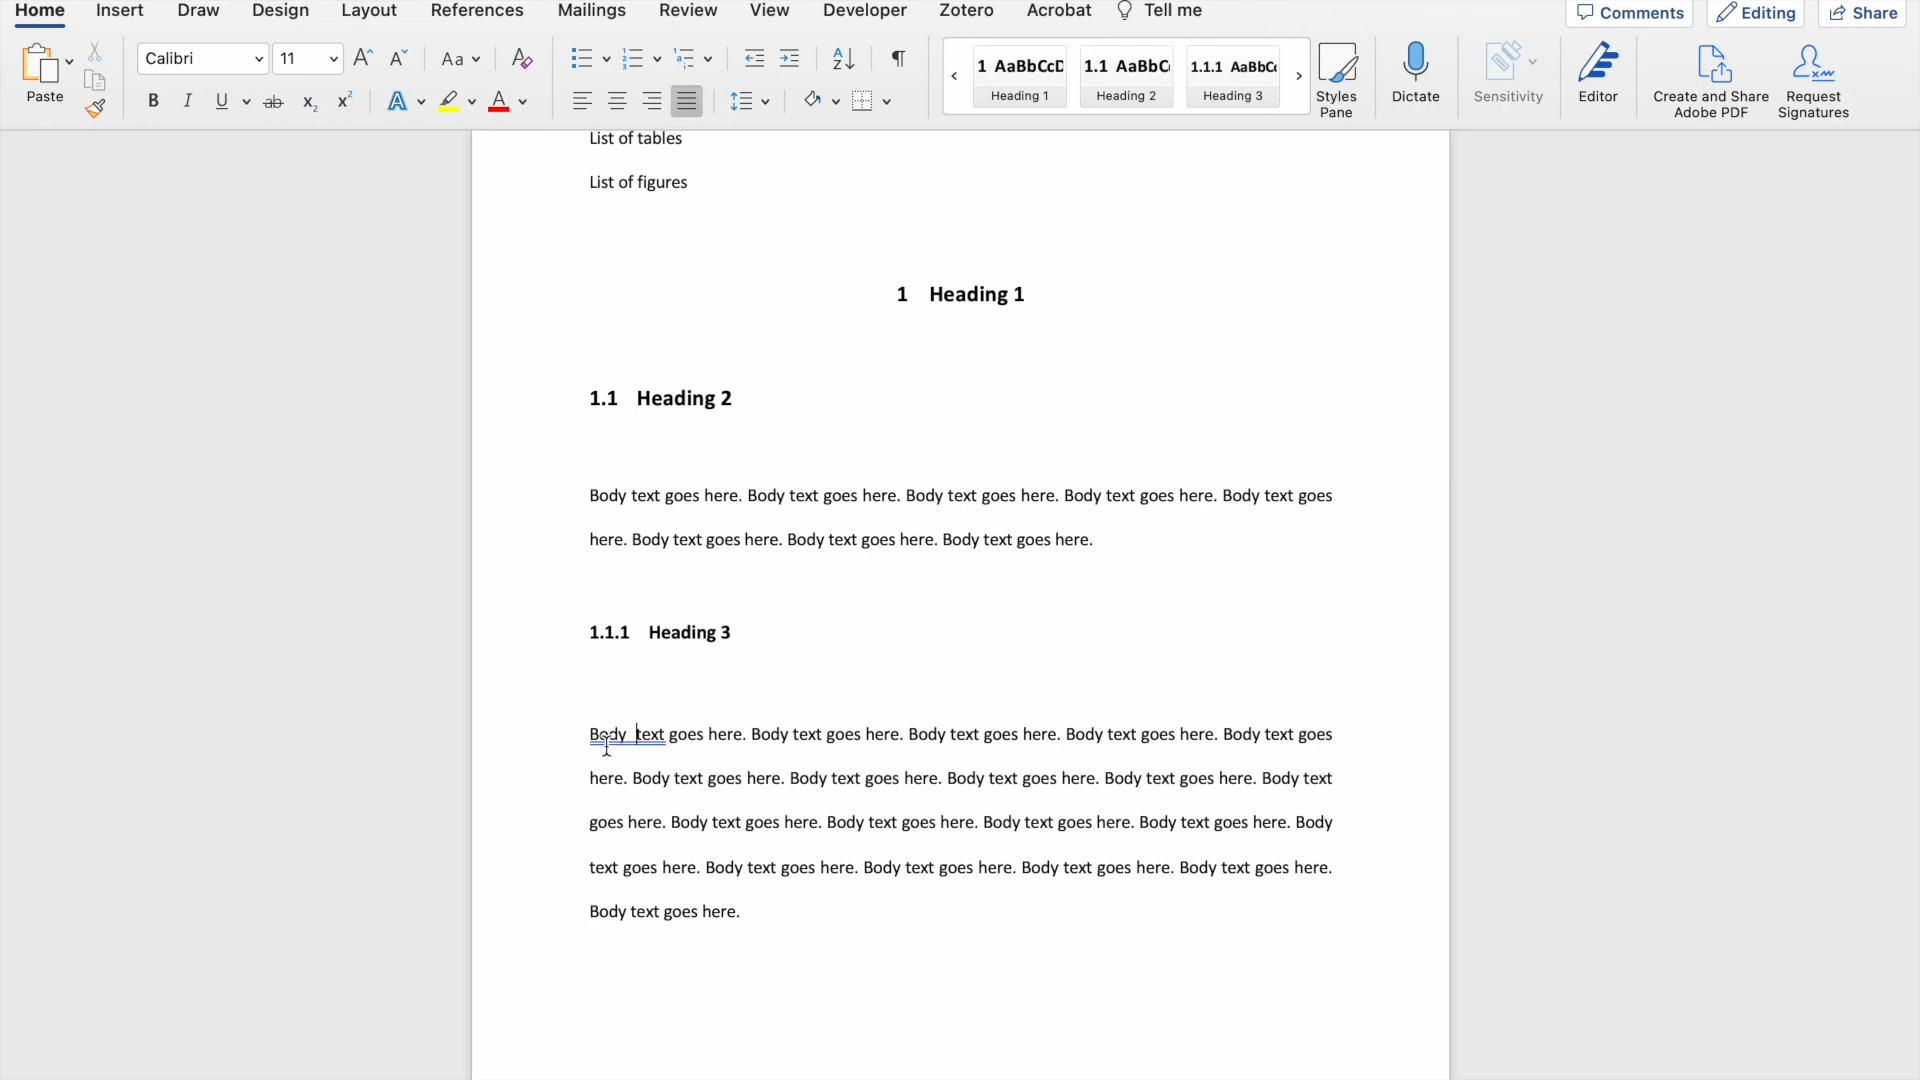 Home Insert Draw Design Layout References Mailings Review View Developer Zotero Acrobat Tell me Comments Editing Share
Paste
Calibri 11 Aa
B I U ab x₂ x² A A
1 AaBbCcD 1.1 AaBbC 1.1.1 AaBbC
Heading 1 Heading 2 Heading 3
Styles Pane
Dictate
Sensitivity
Editor
Create and Share Adobe PDF
Request Signatures
List of tables
List of figures
1 Heading 1
1.1 Heading 2
Body text goes here. Body text goes here. Body text goes here. Body text goes here. Body text goes
here. Body text goes here. Body text goes here. Body text goes here.
1.1.1 Heading 3
Body  text goes here. Body text goes here. Body text goes here. Body text goes here. Body text goes
here. Body text goes here. Body text goes here. Body text goes here. Body text goes here. Body text
goes here. Body text goes here. Body text goes here. Body text goes here. Body text goes here. Body
text goes here. Body text goes here. Body text goes here. Body text goes here. Body text goes here.
Body text goes here.